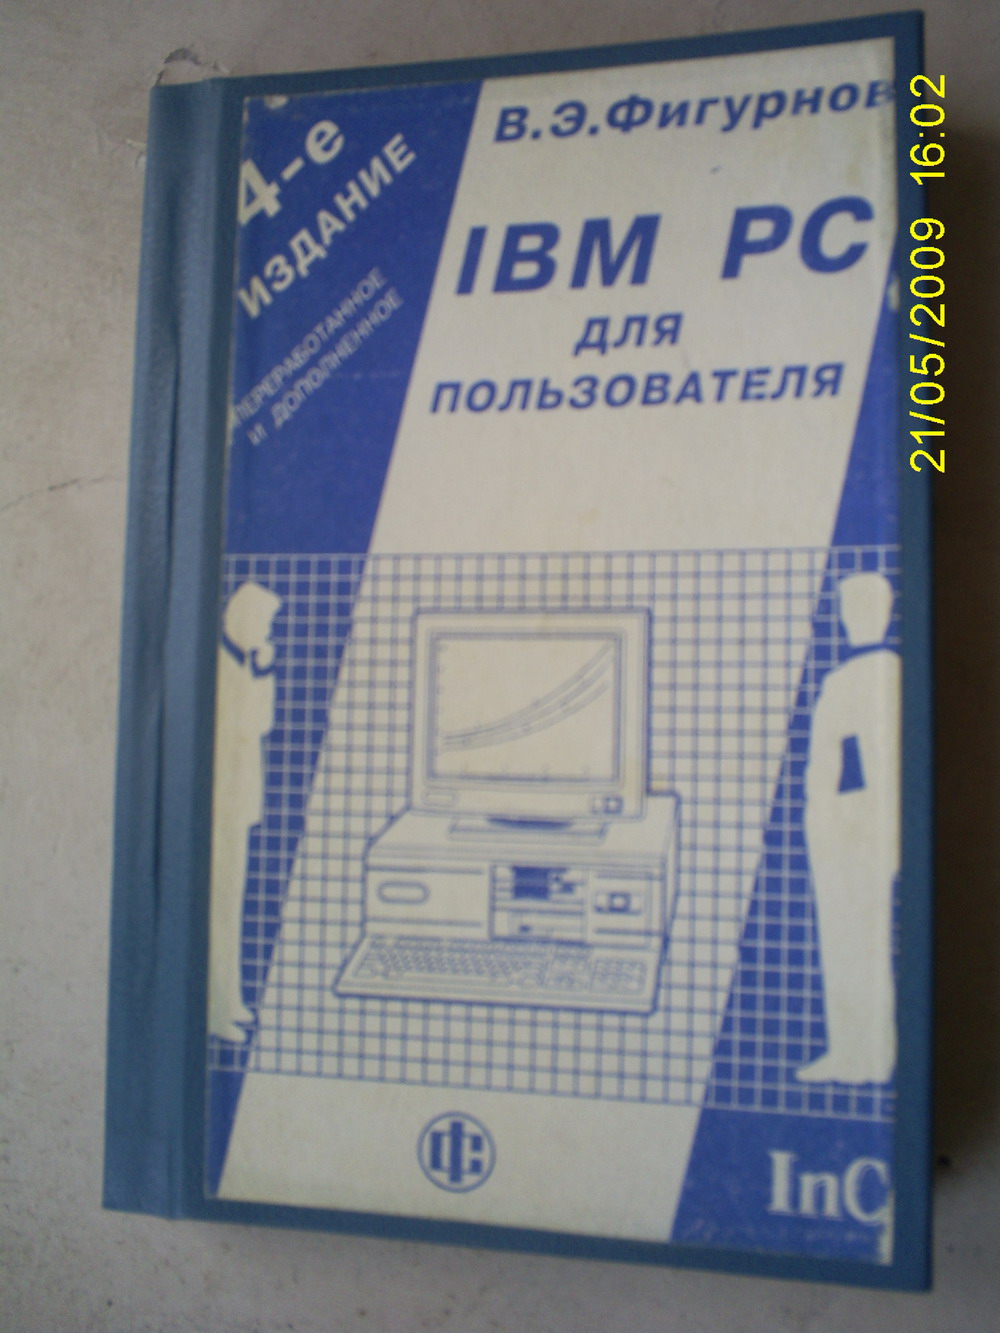 4-е
ИЗДАНИЕ
ПЕРЕРАБОТАННОЕ
И ДОПОЛНЕННОЕ
В.Э.Фигурнов
IBM PC
ДЛЯ
ПОЛЬЗОВАТЕЛЯ
InC
21/05/2009 16:02